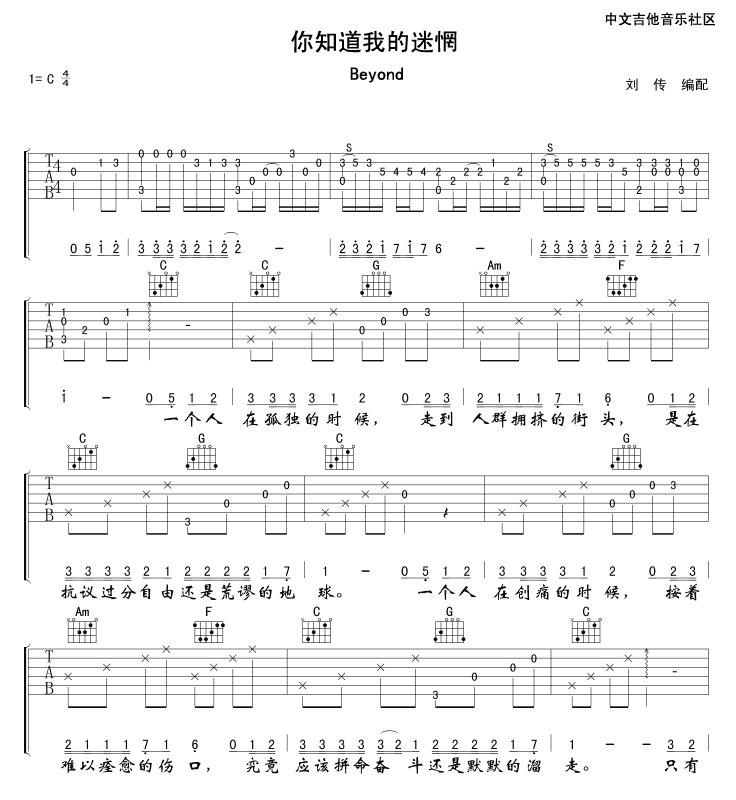 中文吉他音乐社区
你知道我的迷惘
Beyond
1= C 4/4
刘 传 编配
S S
0 5 1 2 | 3 3 3 3 2 1 2 2 – | 2 3 2 1 7 1 7 6 – | 2 3 3 3 3 2 1 2 2 2 2 1 7
C C G Am F
1 – 0 5 1 2 | 3 3 3 3 1 2 0 2 3 | 2 1 1 1 1 7 1 6 0 1 2
一个人 在孤独的时候， 走到 人群拥挤的街头， 是在
C G C G
3 3 3 3 2 1 2 2 2 2 1 7 | 1 – 0 5 1 2 | 3 3 3 3 1 2 0 2 3
抗议过分自由还是荒谬的地 球。 一个人 在创痛的时候， 按着
Am F C G C
2 1 1 1 1 7 1 6 0 1 2 | 3 3 3 3 2 1 2 2 2 2 1 7 | 1 – – 3 2
难以痊愈的伤口， 究竟 应该拼命奋 斗还是默默的溜 走。 只有